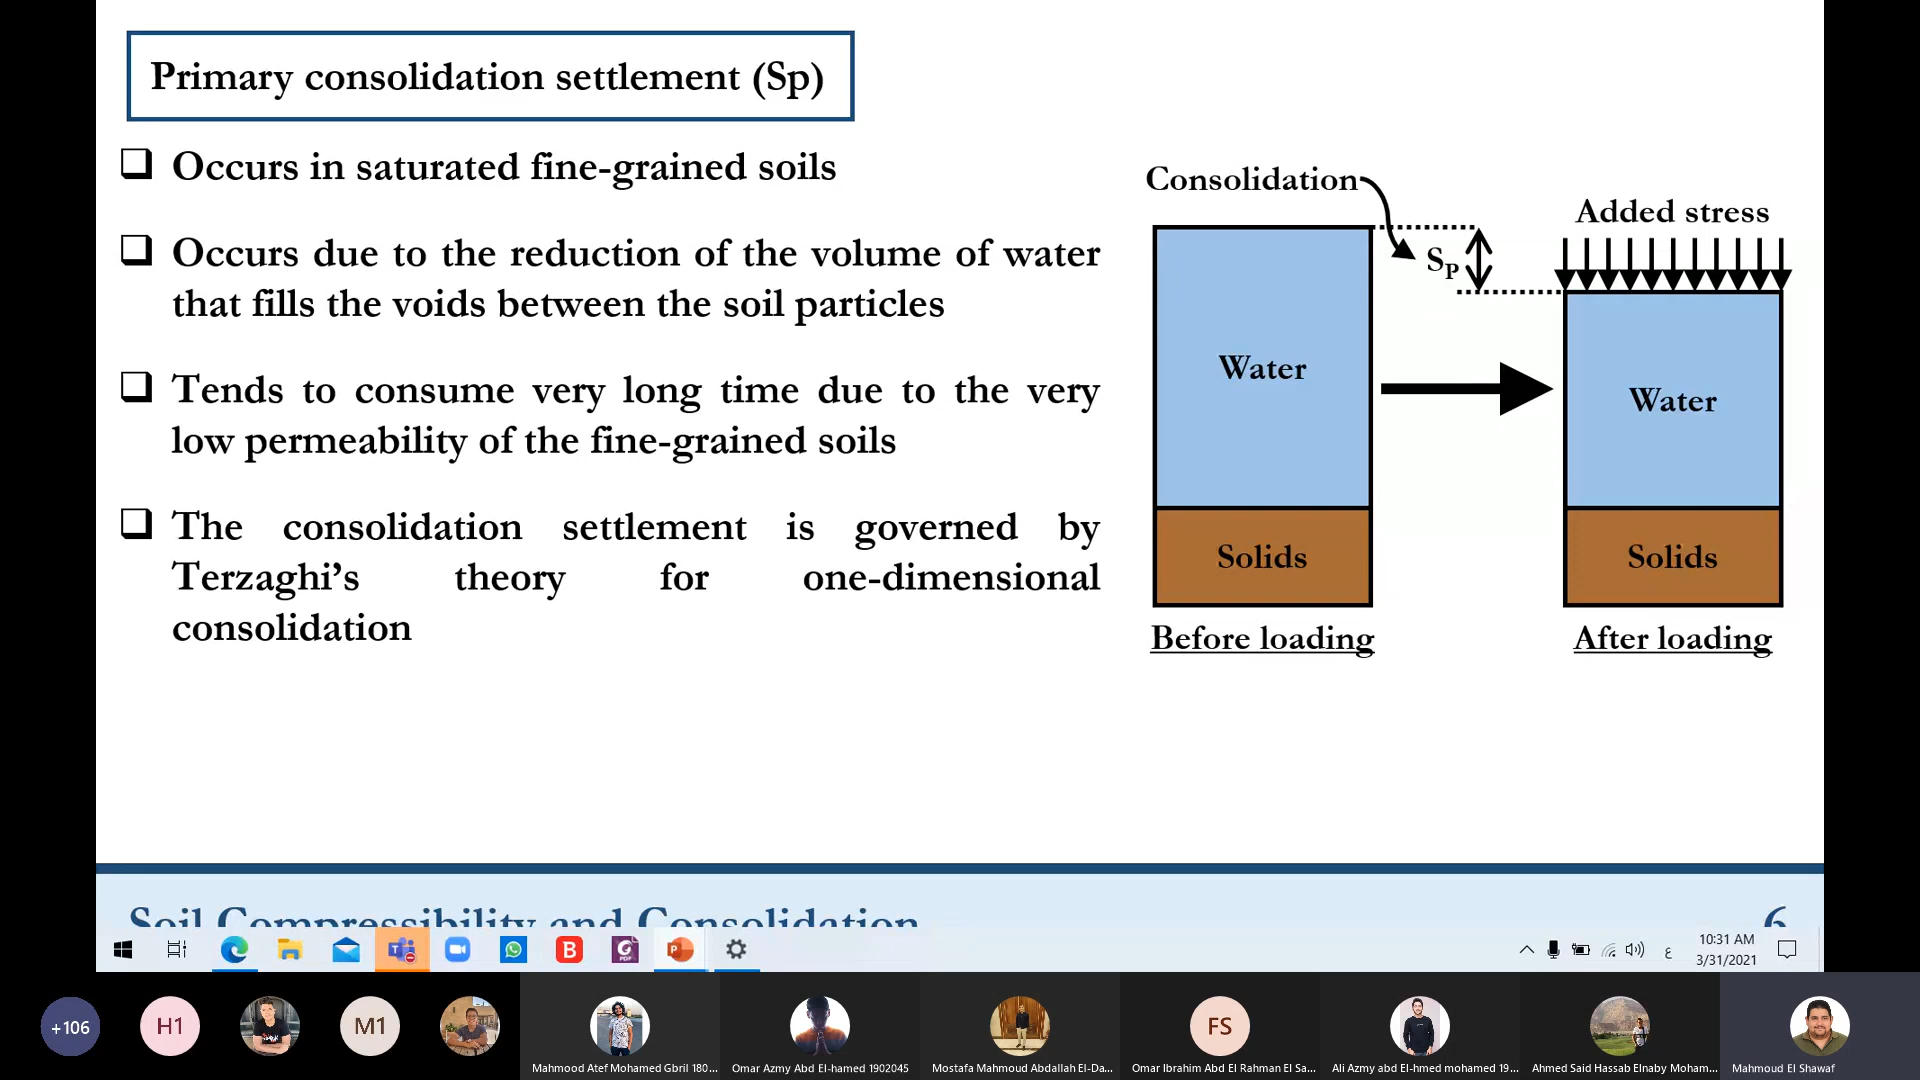 Primary consolidation settlement (Sp)
❑ Occurs in saturated fine-grained soils
❑ Occurs due to the reduction of the volume of water
that fills the voids between the soil particles
❑ Tends to consume very long time due to the very
low permeability of the fine-grained soils
❑ The consolidation settlement is governed by
Terzaghi’s theory for one-dimensional
consolidation
Consolidation
Added stress
SP
Water
Water
Solids
Solids
Before loading
After loading
Soil Compressibility and Consolidation
6
T
B
PDF
P
ع
10:31 AM
3/31/2021
+106
H1
M1
FS
Mahmood Atef Mohamed Gbril 180...
Omar Azmy Abd El-hamed 1902045
Mostafa Mahmoud Abdallah El-Da...
Omar Ibrahim Abd El Rahman El Sa...
Ali Azmy abd El-hmed mohamed 19...
Ahmed Said Hassab Elnaby Moham...
Mahmoud El Shawaf